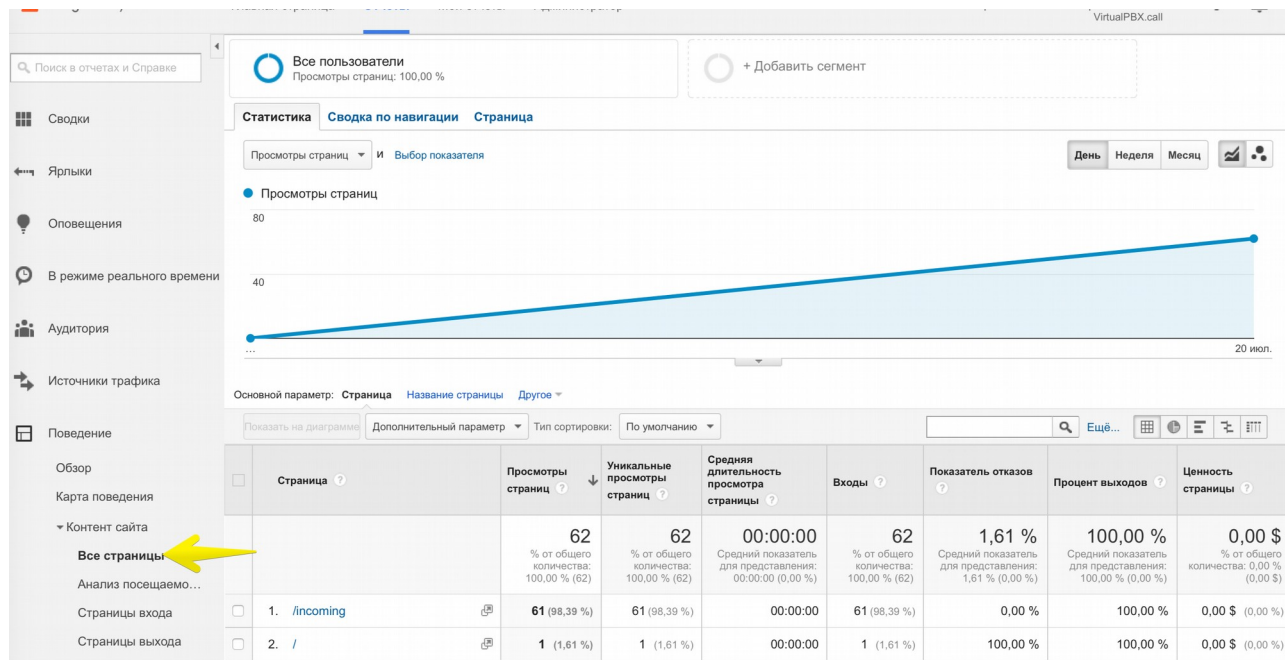 VirtualPBX.call
Поиск в отчетах и Справке
Все пользователи
Просмотры страниц: 100,00 %
+ Добавить сегмент
Сводки
Ярлыки
Оповещения
В режиме реального времени
Аудитория
Источники трафика
Поведение
Обзор
Карта поведения
Контент сайта
Все страницы
Анализ посещаемо...
Страницы входа
Страницы выхода
Статистика Сводка по навигации Страница
Просмотры страниц И Выбор показателя
День Неделя Месяц
Просмотры страниц
80
40
... 20 июл.
Основной параметр: Страница Название страницы Другое
Показать на диаграмме Дополнительный параметр Тип сортировки: По умолчанию Ещё...
Страница ?
Просмотры
страниц ?
Уникальные
просмотры
страниц ?
Средняя
длительность
просмотра
страницы ?
Входы ?
Показатель отказов
?
Процент выходов ?
Ценность
страницы ?
62
% от общего
количества:
100,00 % (62)
62
% от общего
количества:
100,00 % (62)
00:00:00
Средний показатель
для представления:
00:00:00 (0,00 %)
62
% от общего
количества:
100,00 % (62)
1,61 %
Средний показатель
для представления:
1,61 % (0,00 %)
100,00 %
Средний показатель
для представления:
100,00 % (0,00 %)
0,00 $
% от общего
количества: 0,00 %
(0,00 $)
1. /incoming 61 (98,39 %) 61 (98,39 %) 00:00:00 61 (98,39 %) 0,00 % 100,00 % 0,00 $ (0,00 %)
2. / 1 (1,61 %) 1 (1,61 %) 00:00:00 1 (1,61 %) 100,00 % 100,00 % 0,00 $ (0,00 %)